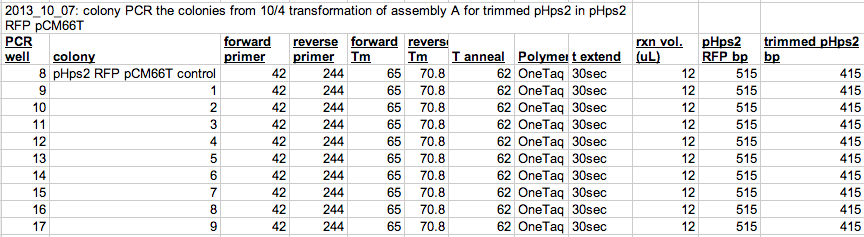 2013_10_07: colony PCR the colonies from 10/4 transformation of assembly A for trimmed pHps2 in pHps2
RFP pCM66T
PCR well colony forward primer reverse primer forward Tm revers Tm T anneal Polymer t extend rxn vol. (uL) pHps2 RFP bp trimmed pHps2 bp
8 pHps2 RFP pCM66T control 42 244 65 70.8 62 OneTaq 30sec 12 515 415
9 1 42 244 65 70.8 62 OneTaq 30sec 12 515 415
10 2 42 244 65 70.8 62 OneTaq 30sec 12 515 415
11 3 42 244 65 70.8 62 OneTaq 30sec 12 515 415
12 4 42 244 65 70.8 62 OneTaq 30sec 12 515 415
13 5 42 244 65 70.8 62 OneTaq 30sec 12 515 415
14 6 42 244 65 70.8 62 OneTaq 30sec 12 515 415
15 7 42 244 65 70.8 62 OneTaq 30sec 12 515 415
16 8 42 244 65 70.8 62 OneTaq 30sec 12 515 415
17 9 42 244 65 70.8 62 OneTaq 30sec 12 515 415